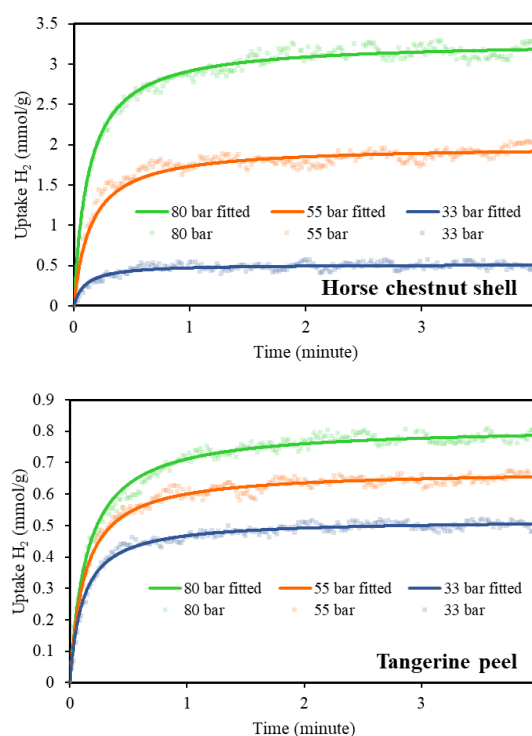 3.5
3
2.5
2
1.5
1
0.5
0
Uptake H₂ (mmol/g)
80 bar fitted 55 bar fitted 33 bar fitted
80 bar 55 bar 33 bar
Horse chestnut shell
0 1 2 3
Time (minute)
0.9
0.8
0.7
0.6
0.5
0.4
0.3
0.2
0.1
0
Uptake H₂ (mmol/g)
80 bar fitted 55 bar fitted 33 bar fitted
80 bar 55 bar 33 bar
Tangerine peel
0 1 2 3
Time (minute)